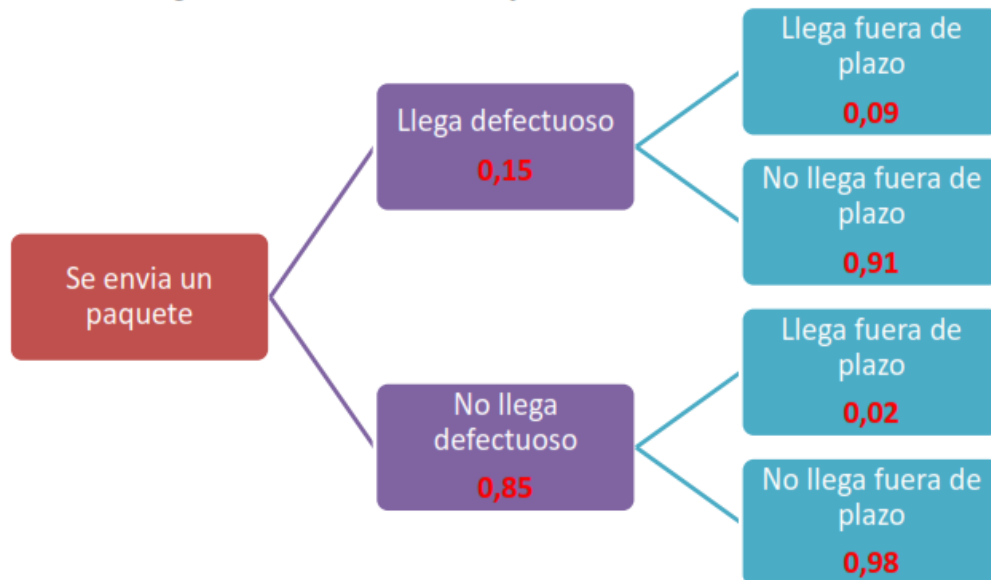 Llega fuera de
plazo
0,09
Llega defectuoso
0,15
No llega fuera de
plazo
0,91
Se envia un
paquete
Llega fuera de
plazo
0,02
No llega
defectuoso
0,85
No llega fuera de
plazo
0,98